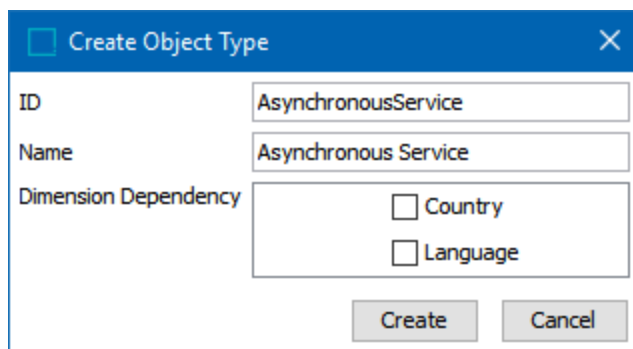 Create Object Type
ID AsynchronousService
Name Asynchronous Service
Dimension Dependency Country
Language
Create Cancel